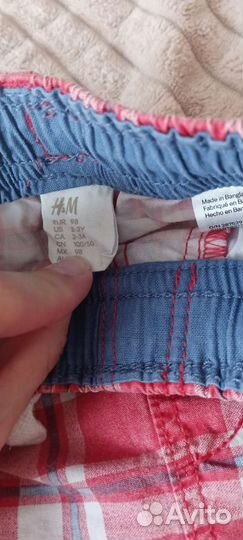 H&M
EUR 98
US 2-3Y
CA 2-3A
CN 100/50
MX 98
Made in Bangla
Fabriqué en Ba
Hecho en Ban
Avito